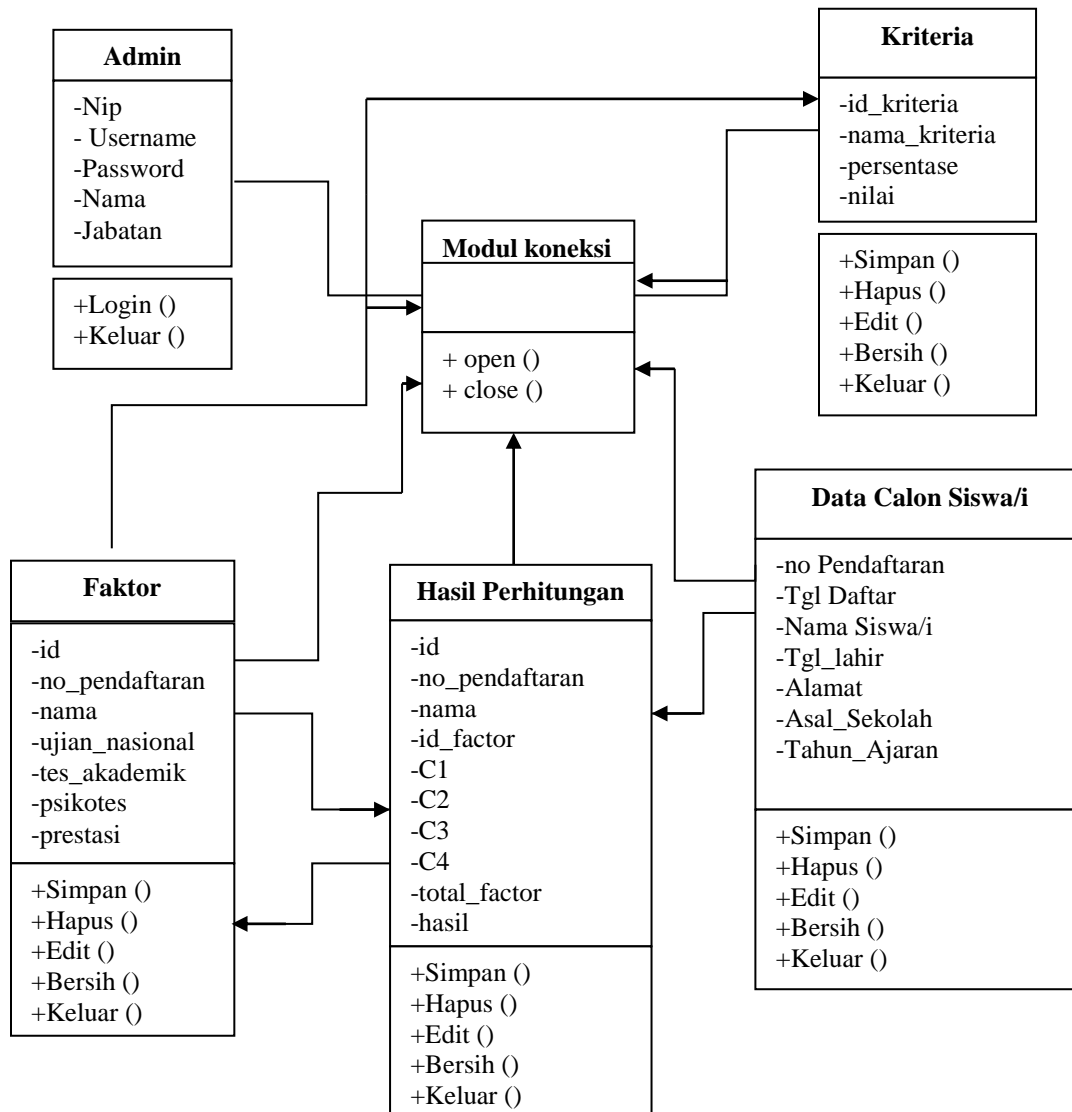 Admin
-Nip
- Username
-Password
-Nama
-Jabatan
+Login ()
+Keluar ()
Kriteria
-id_kriteria
-nama_kriteria
-persentase
-nilai
+Simpan ()
+Hapus ()
+Edit ()
+Bersih ()
+Keluar ()
Modul koneksi
+ open ()
+ close ()
Faktor
-id
-no_pendaftaran
-nama
-ujian_nasional
-tes_akademik
-psikotes
-prestasi
+Simpan ()
+Hapus ()
+Edit ()
+Bersih ()
+Keluar ()
Hasil Perhitungan
-id
-no_pendaftaran
-nama
-id_factor
-C1
-C2
-C3
-C4
-total_factor
-hasil
+Simpan ()
+Hapus ()
+Edit ()
+Bersih ()
+Keluar ()
Data Calon Siswa/i
-no Pendaftaran
-Tgl Daftar
-Nama Siswa/i
-Tgl_lahir
-Alamat
-Asal_Sekolah
-Tahun_Ajaran
+Simpan ()
+Hapus ()
+Edit ()
+Bersih ()
+Keluar ()